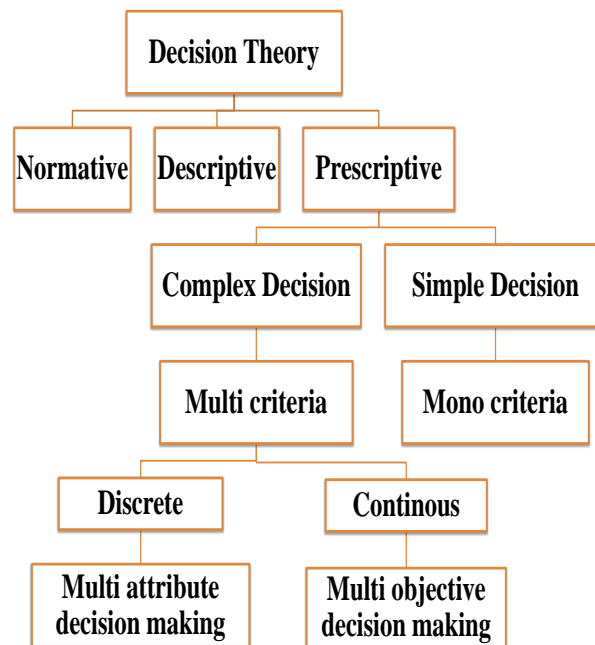 Decision Theory
Normative
Descriptive
Prescriptive
Complex Decision
Simple Decision
Multi criteria
Mono criteria
Discrete
Continous
Multi attribute
decision making
Multi objective
decision making